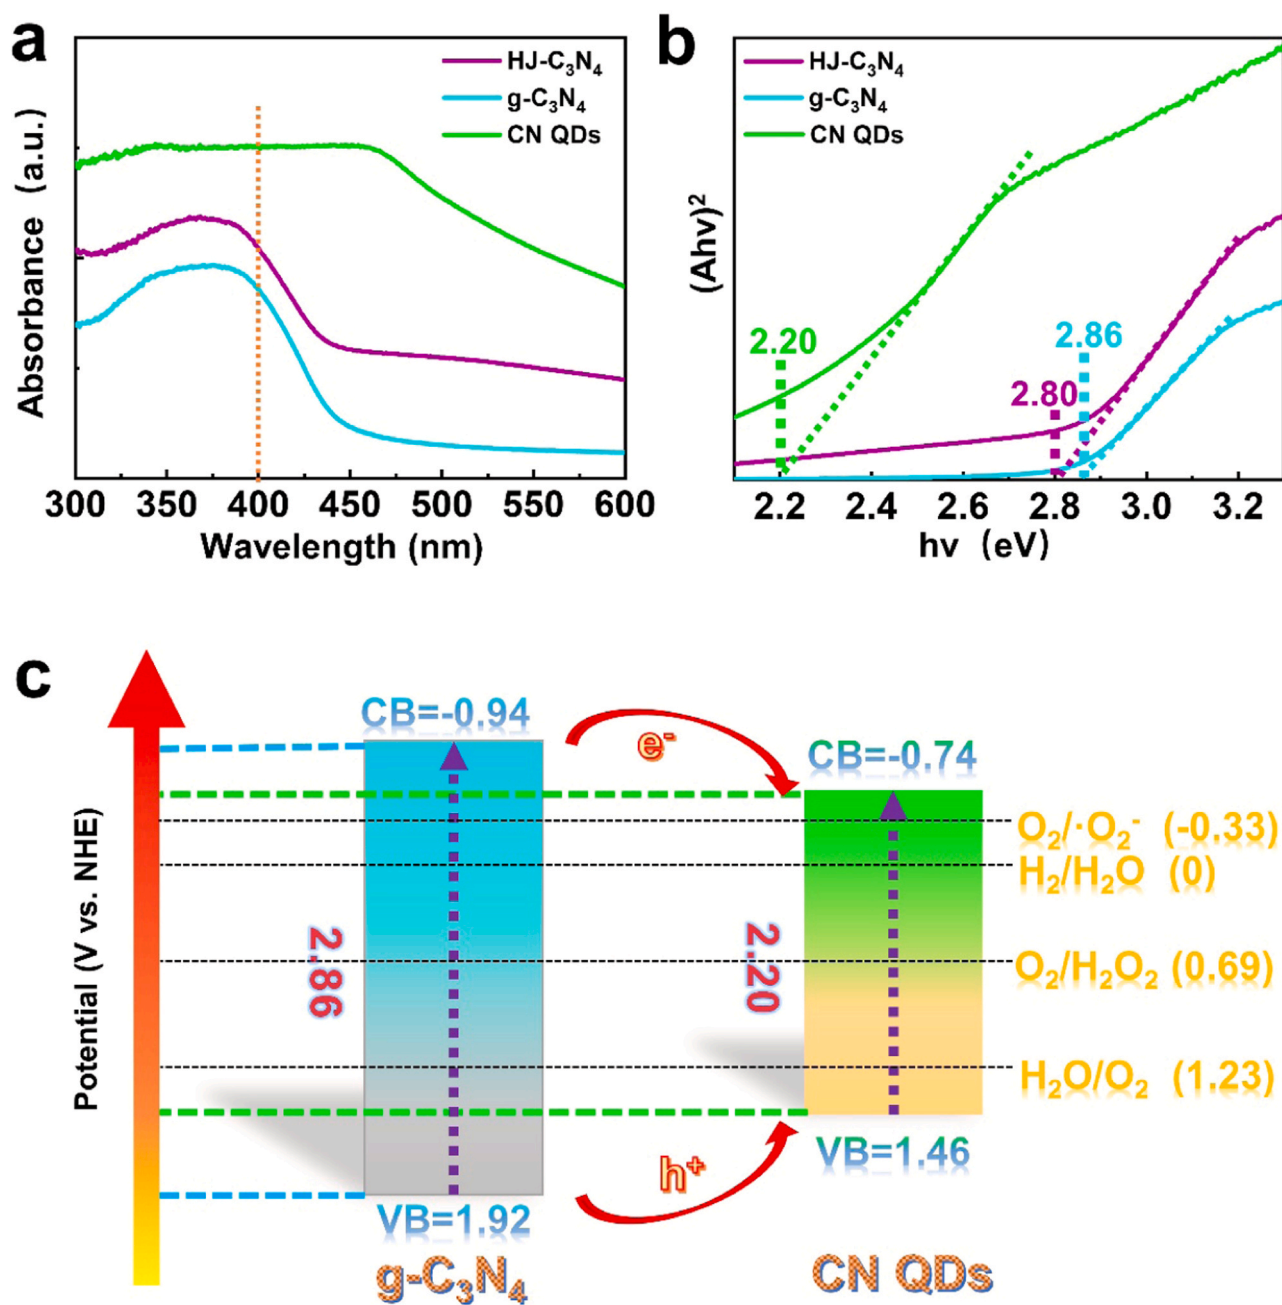 a
HJ-C₃N₄
g-C₃N₄
CN QDs
Absorbance (a.u.)
300 350 400 450 500 550 600
Wavelength (nm)
b
HJ-C₃N₄
g-C₃N₄
CN QDs
(Ahν)²
2.20
2.86
2.80
2.2 2.4 2.6 2.8 3.0 3.2
hν (eV)
c
Potential (V vs. NHE)
CB=-0.94
e⁻
CB=-0.74
O₂/·O₂⁻ (-0.33)
H₂/H₂O (0)
2.86
2.20
O₂/H₂O₂ (0.69)
H₂O/O₂ (1.23)
h⁺
VB=1.46
VB=1.92
g-C₃N₄
CN QDs